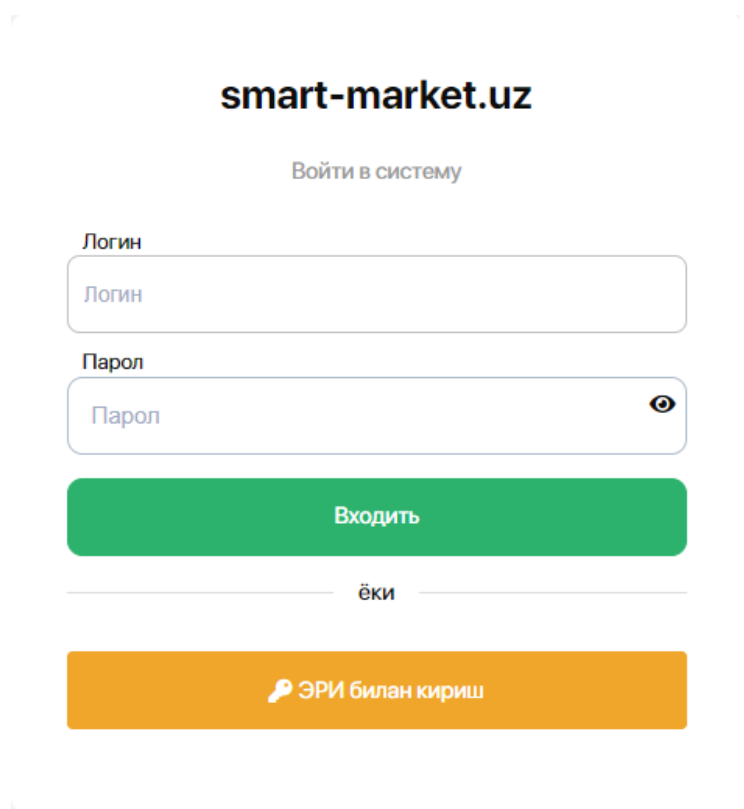 smart-market.uz
Войти в систему
Логин
Логин
Парол
Парол
Входить
ёки
ЭРИ билан кириш